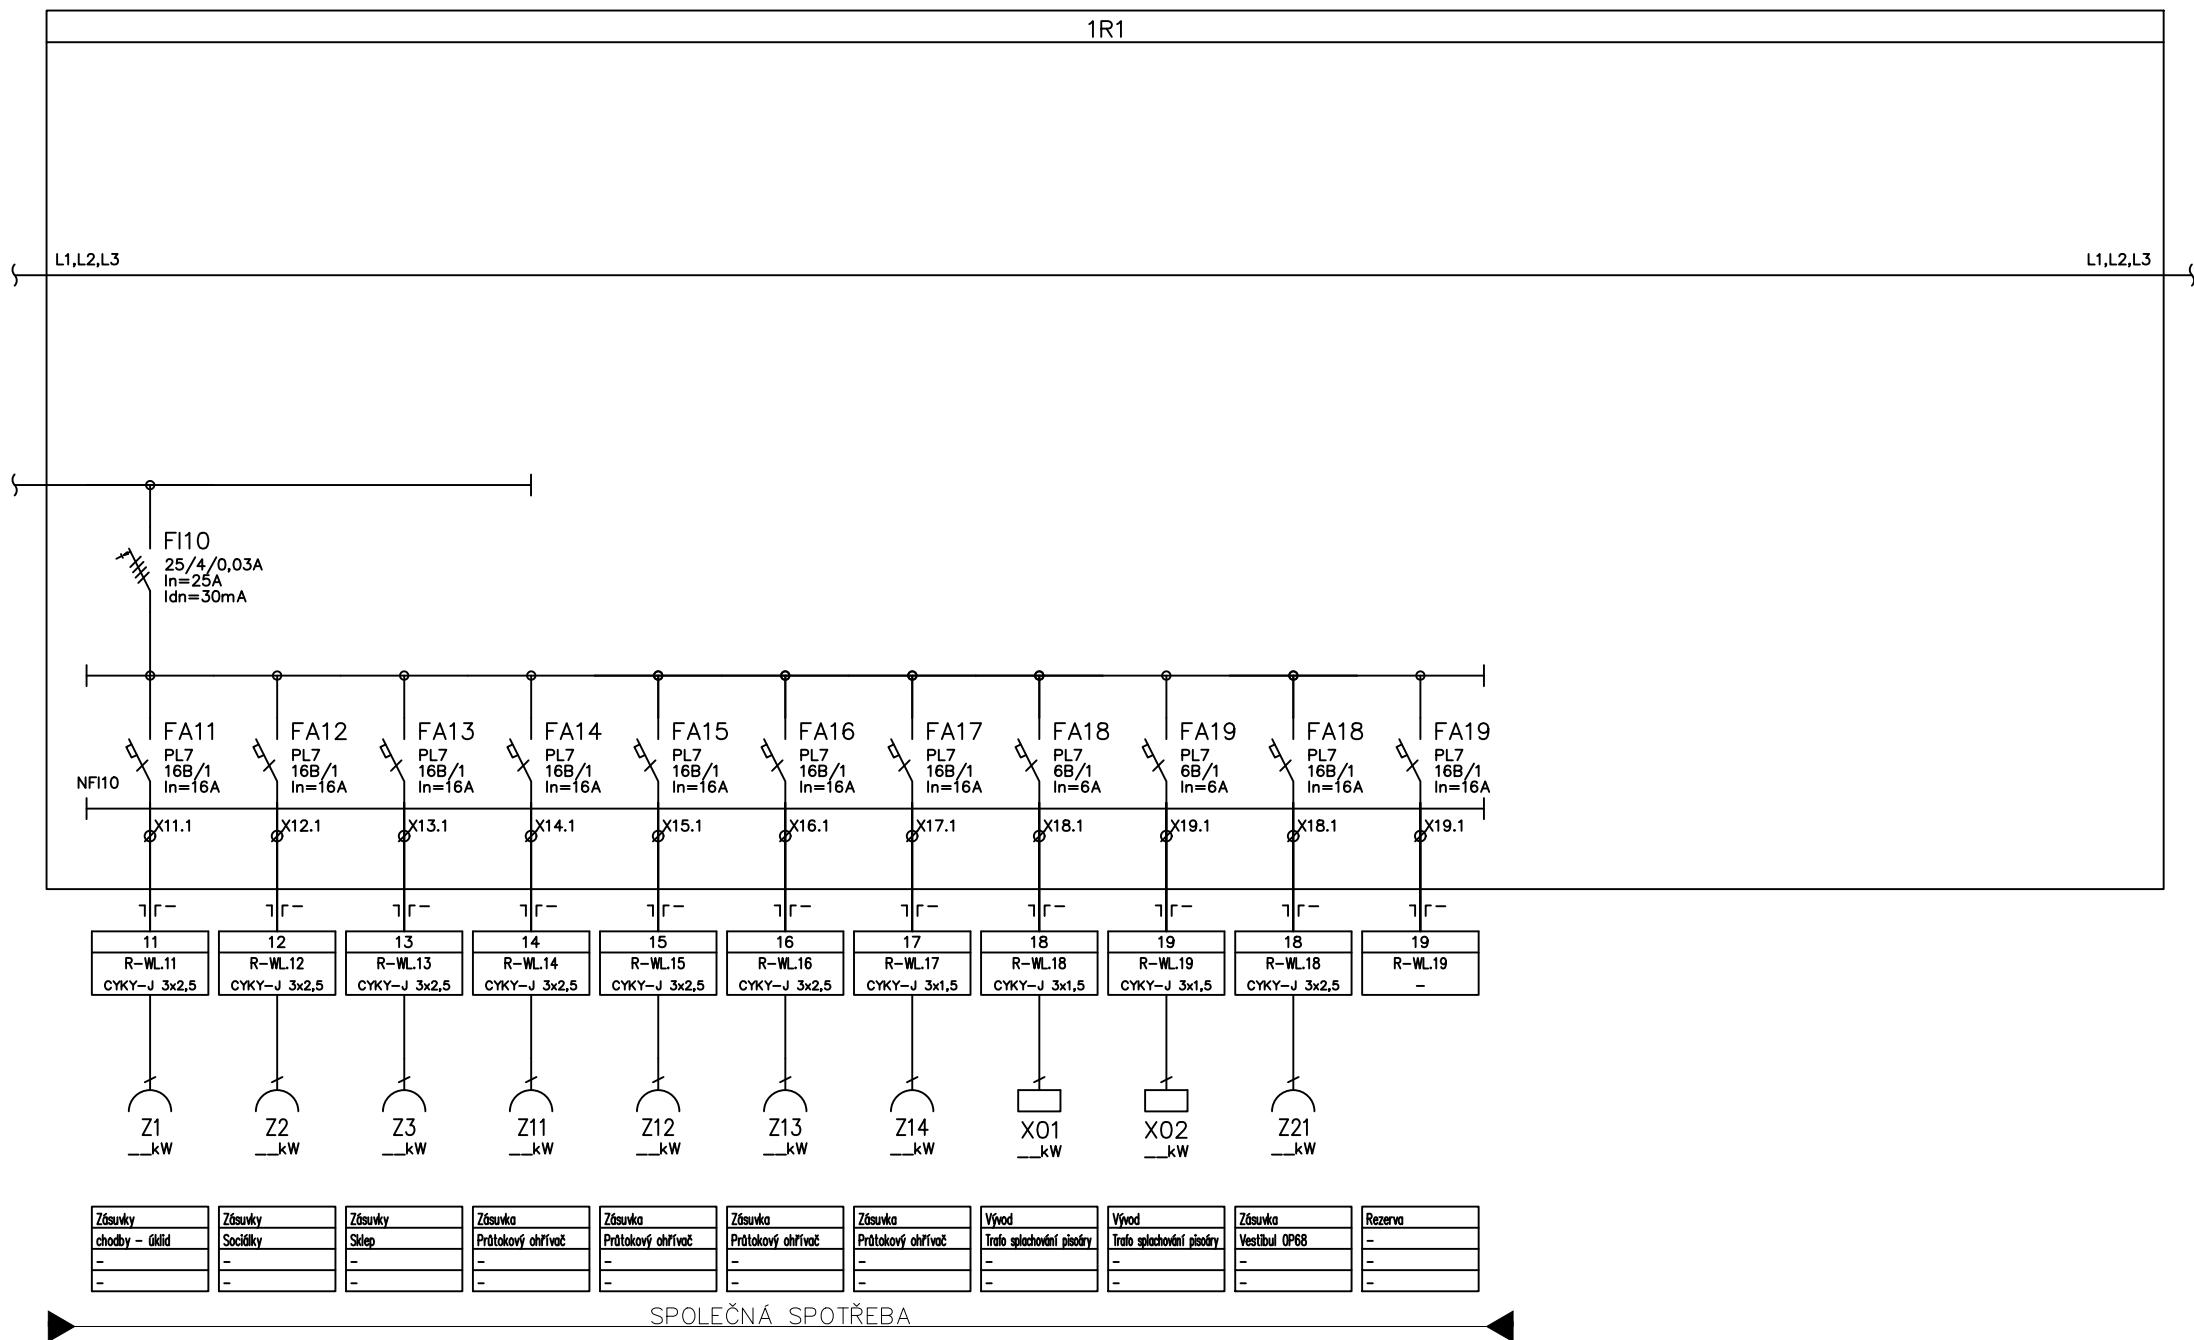 1R1
L1,L2,L3
L1,L2,L3
FI10
25/4/0,03A
In=25A
Idn=30mA
FA11
PL7
16B/1
In=16A
FA12
PL7
16B/1
In=16A
FA13
PL7
16B/1
In=16A
FA14
PL7
16B/1
In=16A
FA15
PL7
16B/1
In=16A
FA16
PL7
16B/1
In=16A
FA17
PL7
16B/1
In=16A
FA18
PL7
6B/1
In=6A
FA19
PL7
6B/1
In=6A
FA18
PL7
16B/1
In=16A
FA19
PL7
16B/1
In=16A
NFI10
X11.1
X12.1
X13.1
X14.1
X15.1
X16.1
X17.1
X18.1
X19.1
X18.1
X19.1
11
R-WL.11
CYKY-J 3x2,5
12
R-WL.12
CYKY-J 3x2,5
13
R-WL.13
CYKY-J 3x2,5
14
R-WL.14
CYKY-J 3x2,5
15
R-WL.15
CYKY-J 3x2,5
16
R-WL.16
CYKY-J 3x2,5
17
R-WL.17
CYKY-J 3x1,5
18
R-WL.18
CYKY-J 3x1,5
19
R-WL.19
CYKY-J 3x1,5
18
R-WL.18
CYKY-J 3x2,5
19
R-WL.19
-
Z1
__kW
Z2
__kW
Z3
__kW
Z11
__kW
Z12
__kW
Z13
__kW
Z14
__kW
X01
__kW
X02
__kW
Z21
__kW
Zásuvky
chodby - úklid
-
-
Zásuvky
Sociálky
-
-
Zásuvky
Sklep
-
-
Zásuvka
Průtokový ohřívač
-
-
Zásuvka
Průtokový ohřívač
-
-
Zásuvka
Průtokový ohřívač
-
-
Zásuvka
Průtokový ohřívač
-
-
Vývod
Trafo splachování pisoáry
-
-
Vývod
Trafo splachování pisoáry
-
-
Zásuvka
Vestibul OP68
-
-
Rezerva
-
-
-
SPOLEČNÁ SPOTŘEBA